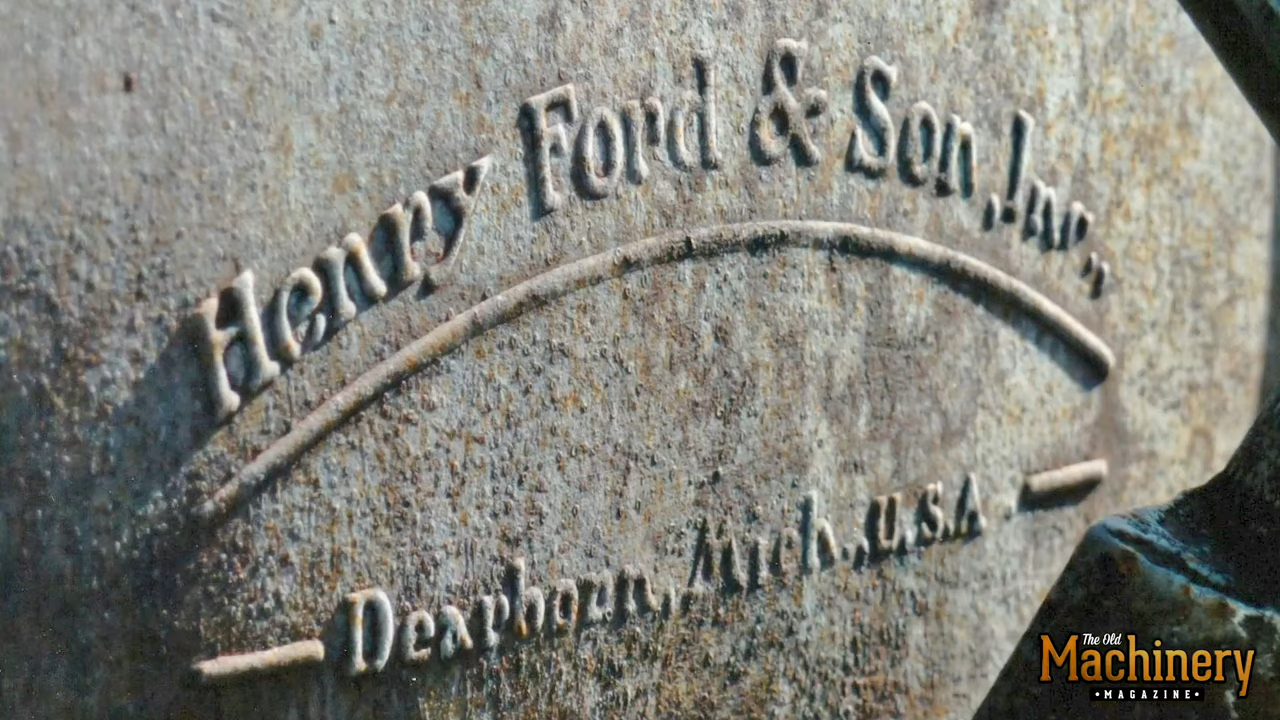 Henry Ford & Son, Inc.,
Dearborn, Mich., U.S.A
The Old
Machinery
MAGAZINE